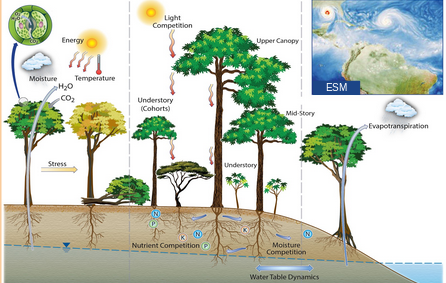 Light
Competition
Energy
Upper Canopy
Moisture
Temperature
H₂O
CO₂
ESM
Understory
(Cohorts)
Mid-Story
Evapotranspiration
Stress
Understory
N
P
K
N
P
K
N
Nutrient Competition
Moisture
Competition
Water Table Dynamics